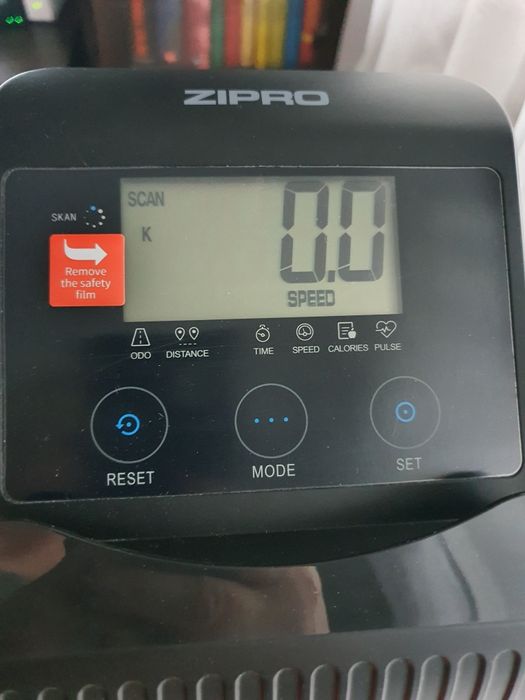 ZIPRO
SCAN
SKAN
K
0.0
Remove
the safety
film
SPEED
ODO
DISTANCE
TIME
SPEED
CALORIES
PULSE
RESET
MODE
SET